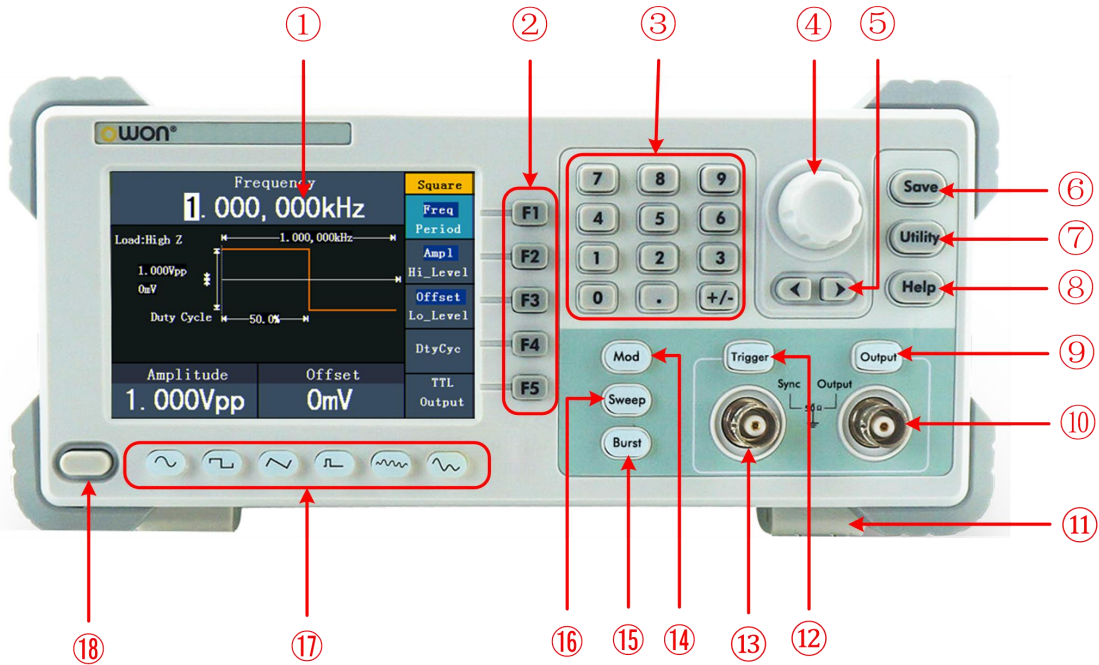 ① ② ③ ④ ⑤
OWON®
Frequency
1.000,000kHz
Load:High Z
1.000,000kHz
1.000Vpp
0mV
Duty Cycle 50.0%
Amplitude
1.000Vpp
Offset
0mV
Square
Freq
Period
Ampl
Hi_Level
Offset
Lo_Level
DtyCyc
TTL
Output
F1
F2
F3
F4
F5
7 8 9
4 5 6
1 2 3
0 . +/-
Save ⑥
Utility ⑦
Help ⑧
Mod
Sweep
Burst
Trigger
Output ⑨
Sync Output
50Ω
⑩
⑪
⑱ ⑰ ⑯ ⑮ ⑭ ⑬ ⑫